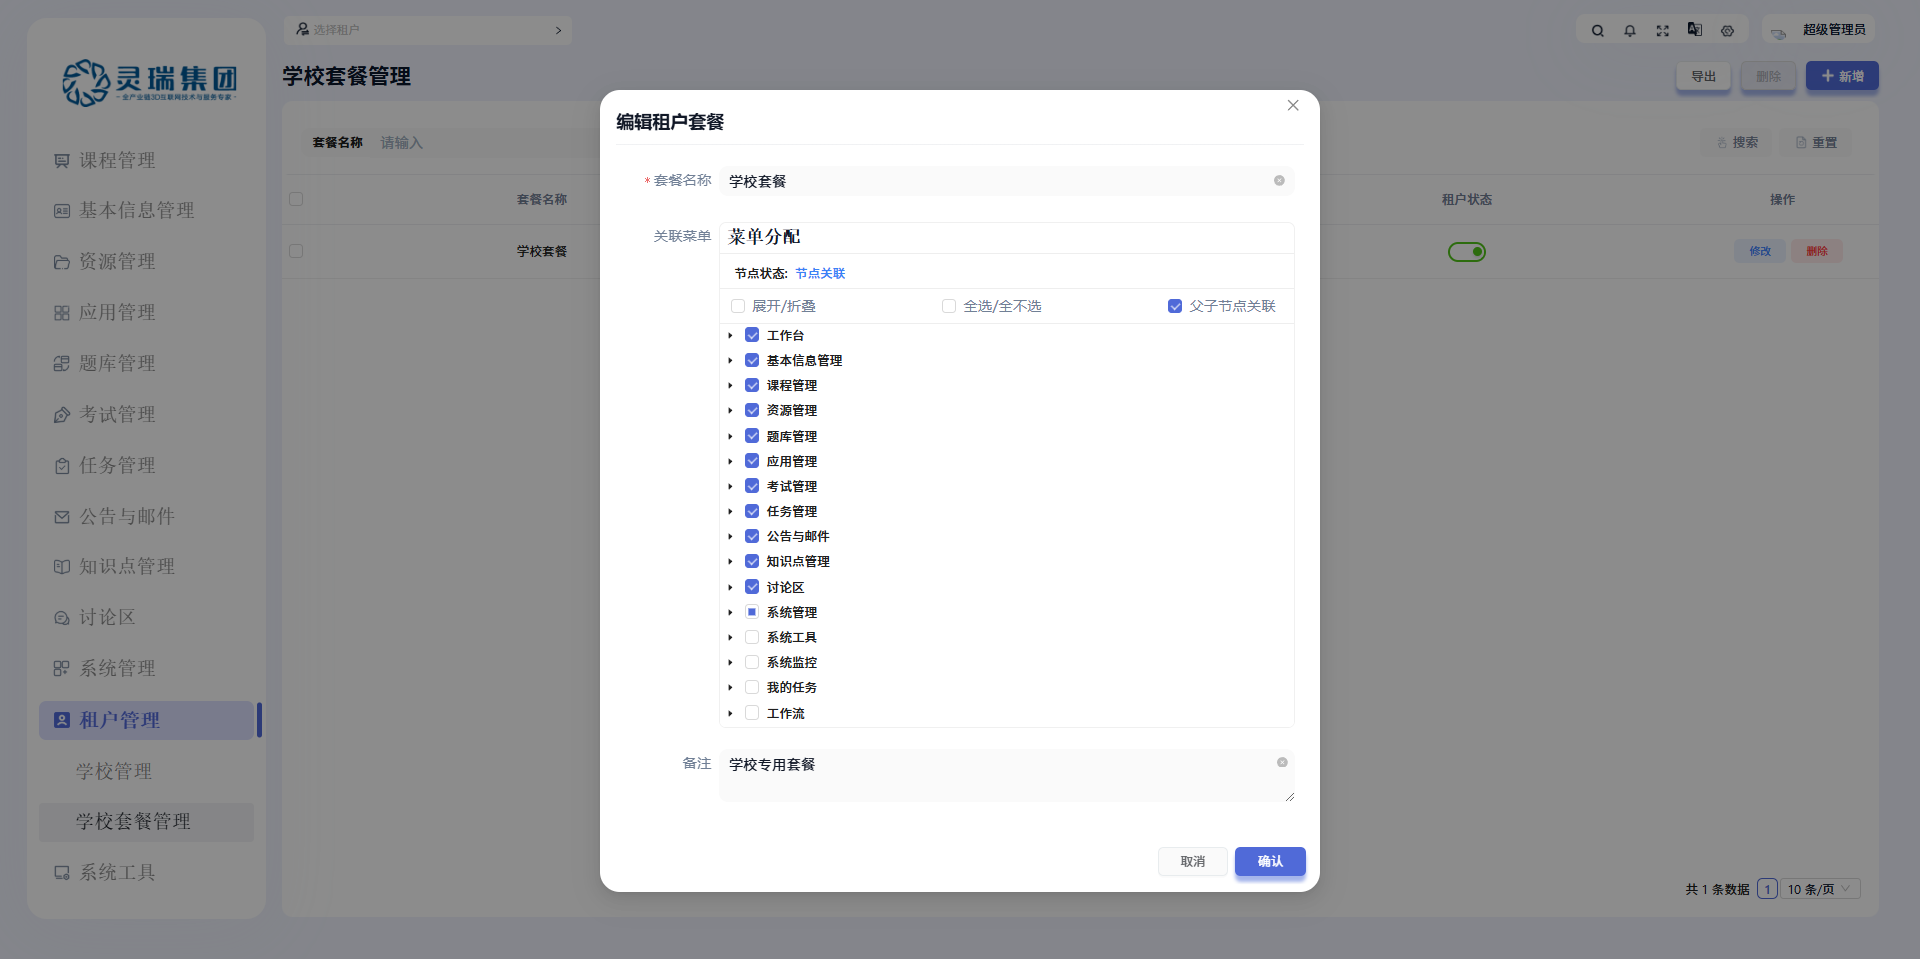 灵瑞集团
-全产业链3D互联网技术与服务专家-
课程管理
基本信息管理
资源管理
应用管理
题库管理
考试管理
任务管理
公告与邮件
知识点管理
讨论区
系统管理
租户管理
学校管理
学校套餐管理
系统工具
选择租户
超级管理员
学校套餐管理
导出
删除
新增
套餐名称
请输入
搜索
重置
套餐名称
租户状态
操作
学校套餐
修改
删除
共 1 条数据
1
10 条/页
编辑租户套餐
* 套餐名称
学校套餐
关联菜单
菜单分配
节点状态: 节点关联
展开/折叠
全选/全不选
父子节点关联
工作台
基本信息管理
课程管理
资源管理
题库管理
应用管理
考试管理
任务管理
公告与邮件
知识点管理
讨论区
系统管理
系统工具
系统监控
我的任务
工作流
备注
学校专用套餐
取消
确认